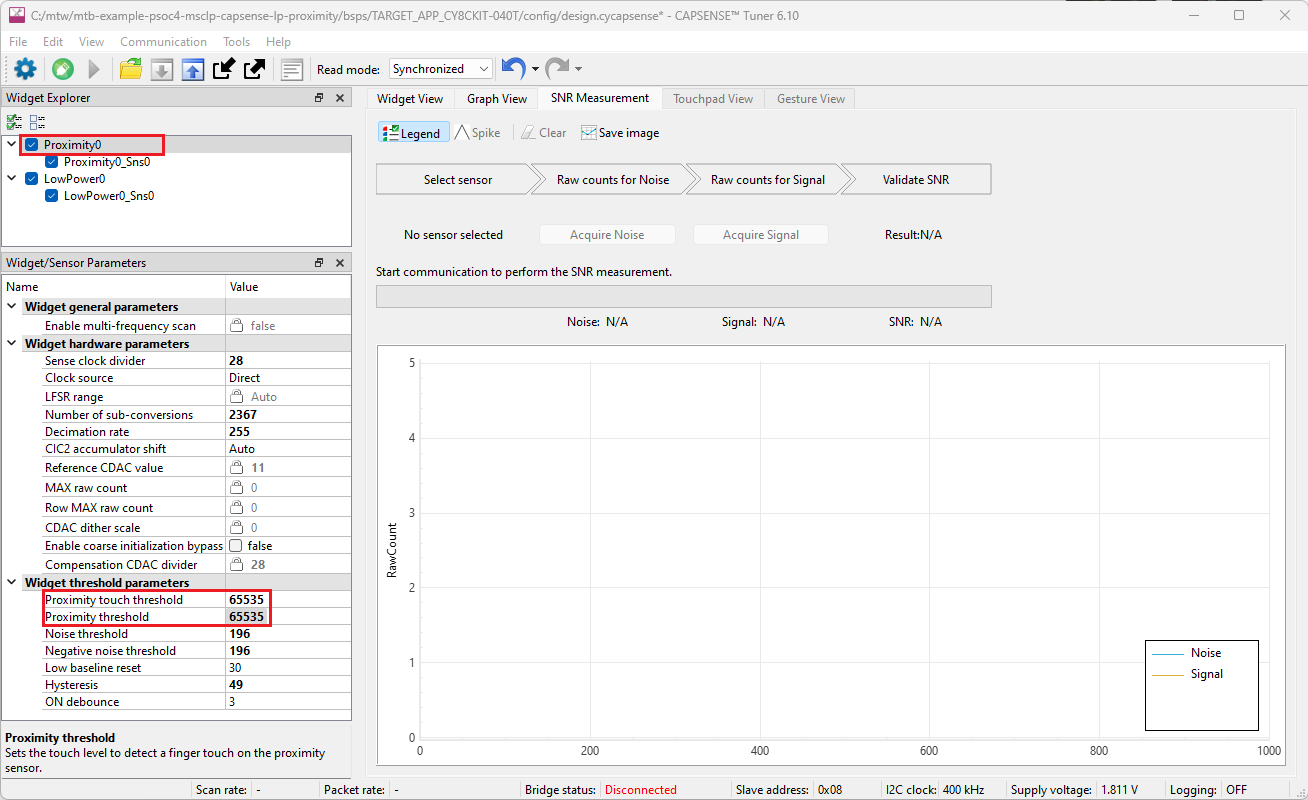 C:/mtw/mtb-example-psoc4-msclp-capsense-lp-proximity/bsps/TARGET_APP_CY8CKIT-040T/config/design.cycapsense* - CAPSENSE™ Tuner 6.10
File Edit View Communication Tools Help
Read mode: Synchronized
Widget Explorer
Proximity0
Proximity0_Sns0
LowPower0
LowPower0_Sns0
Widget/Sensor Parameters
Name Value
Widget general parameters
Enable multi-frequency scan false
Widget hardware parameters
Sense clock divider 28
Clock source Direct
LFSR range Auto
Number of sub-conversions 2367
Decimation rate 255
CIC2 accumulator shift Auto
Reference CDAC value 11
MAX raw count 0
Row MAX raw count 0
CDAC dither scale 0
Enable coarse initialization bypass false
Compensation CDAC divider 28
Widget threshold parameters
Proximity touch threshold 65535
Proximity threshold 65535
Noise threshold 196
Negative noise threshold 196
Low baseline reset 30
Hysteresis 49
ON debounce 3
Proximity threshold
Sets the touch level to detect a finger touch on the proximity
sensor.
Widget View Graph View SNR Measurement Touchpad View Gesture View
Legend Spike Clear Save image
Select sensor Raw counts for Noise Raw counts for Signal Validate SNR
No sensor selected Acquire Noise Acquire Signal Result:N/A
Start communication to perform the SNR measurement.
Noise: N/A Signal: N/A SNR: N/A
5
4
3
2
1
0
RawCount
0 200 400 600 800 1000
Noise
Signal
Scan rate: - Packet rate: - Bridge status: Disconnected Slave address: 0x08 I2C clock: 400 kHz Supply voltage: 1.811 V Logging: OFF